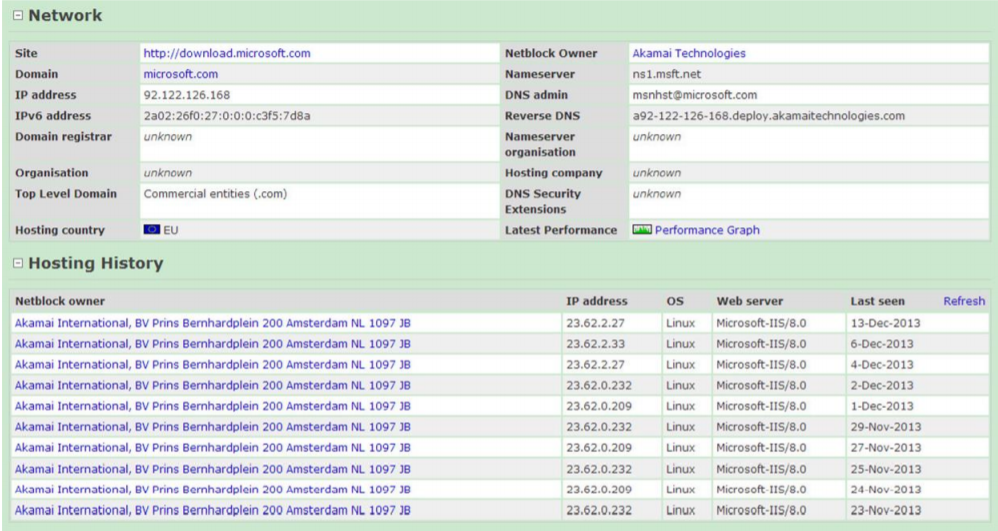 Network
Site http://download.microsoft.com Netblock Owner Akamai Technologies
Domain microsoft.com Nameserver ns1.msft.net
IP address 92.122.126.168 DNS admin msnhst@microsoft.com
IPv6 address 2a02:26f0:27:0:0:0:c3f5:7d8a Reverse DNS a92-122-126-168.deploy.akamaitechnologies.com
Domain registrar unknown Nameserver organisation unknown
Organisation unknown Hosting company unknown
Top Level Domain Commercial entities (.com) DNS Security Extensions unknown
Hosting country EU Latest Performance Performance Graph
Hosting History
Netblock owner IP address OS Web server Last seen Refresh
Akamai International, BV Prins Bernhardplein 200 Amsterdam NL 1097 JB 23.62.2.27 Linux Microsoft-IIS/8.0 13-Dec-2013
Akamai International, BV Prins Bernhardplein 200 Amsterdam NL 1097 JB 23.62.2.33 Linux Microsoft-IIS/8.0 6-Dec-2013
Akamai International, BV Prins Bernhardplein 200 Amsterdam NL 1097 JB 23.62.2.27 Linux Microsoft-IIS/8.0 4-Dec-2013
Akamai International, BV Prins Bernhardplein 200 Amsterdam NL 1097 JB 23.62.0.232 Linux Microsoft-IIS/8.0 2-Dec-2013
Akamai International, BV Prins Bernhardplein 200 Amsterdam NL 1097 JB 23.62.0.209 Linux Microsoft-IIS/8.0 1-Dec-2013
Akamai International, BV Prins Bernhardplein 200 Amsterdam NL 1097 JB 23.62.0.232 Linux Microsoft-IIS/8.0 29-Nov-2013
Akamai International, BV Prins Bernhardplein 200 Amsterdam NL 1097 JB 23.62.0.209 Linux Microsoft-IIS/8.0 27-Nov-2013
Akamai International, BV Prins Bernhardplein 200 Amsterdam NL 1097 JB 23.62.0.232 Linux Microsoft-IIS/8.0 25-Nov-2013
Akamai International, BV Prins Bernhardplein 200 Amsterdam NL 1097 JB 23.62.0.209 Linux Microsoft-IIS/8.0 24-Nov-2013
Akamai International, BV Prins Bernhardplein 200 Amsterdam NL 1097 JB 23.62.0.232 Linux Microsoft-IIS/8.0 23-Nov-2013